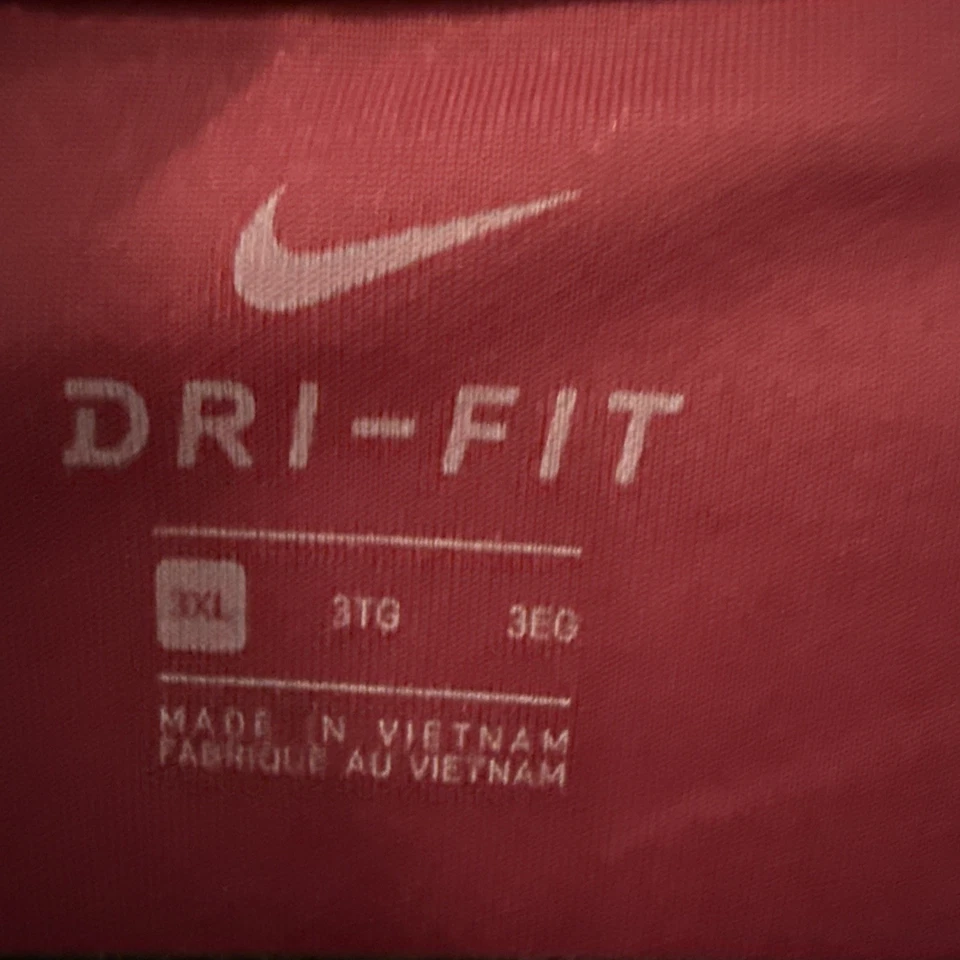 DRI-FIT
3XL 3TG 3EG
MADE IN VIETNAM
FABRIQUE AU VIETNAM